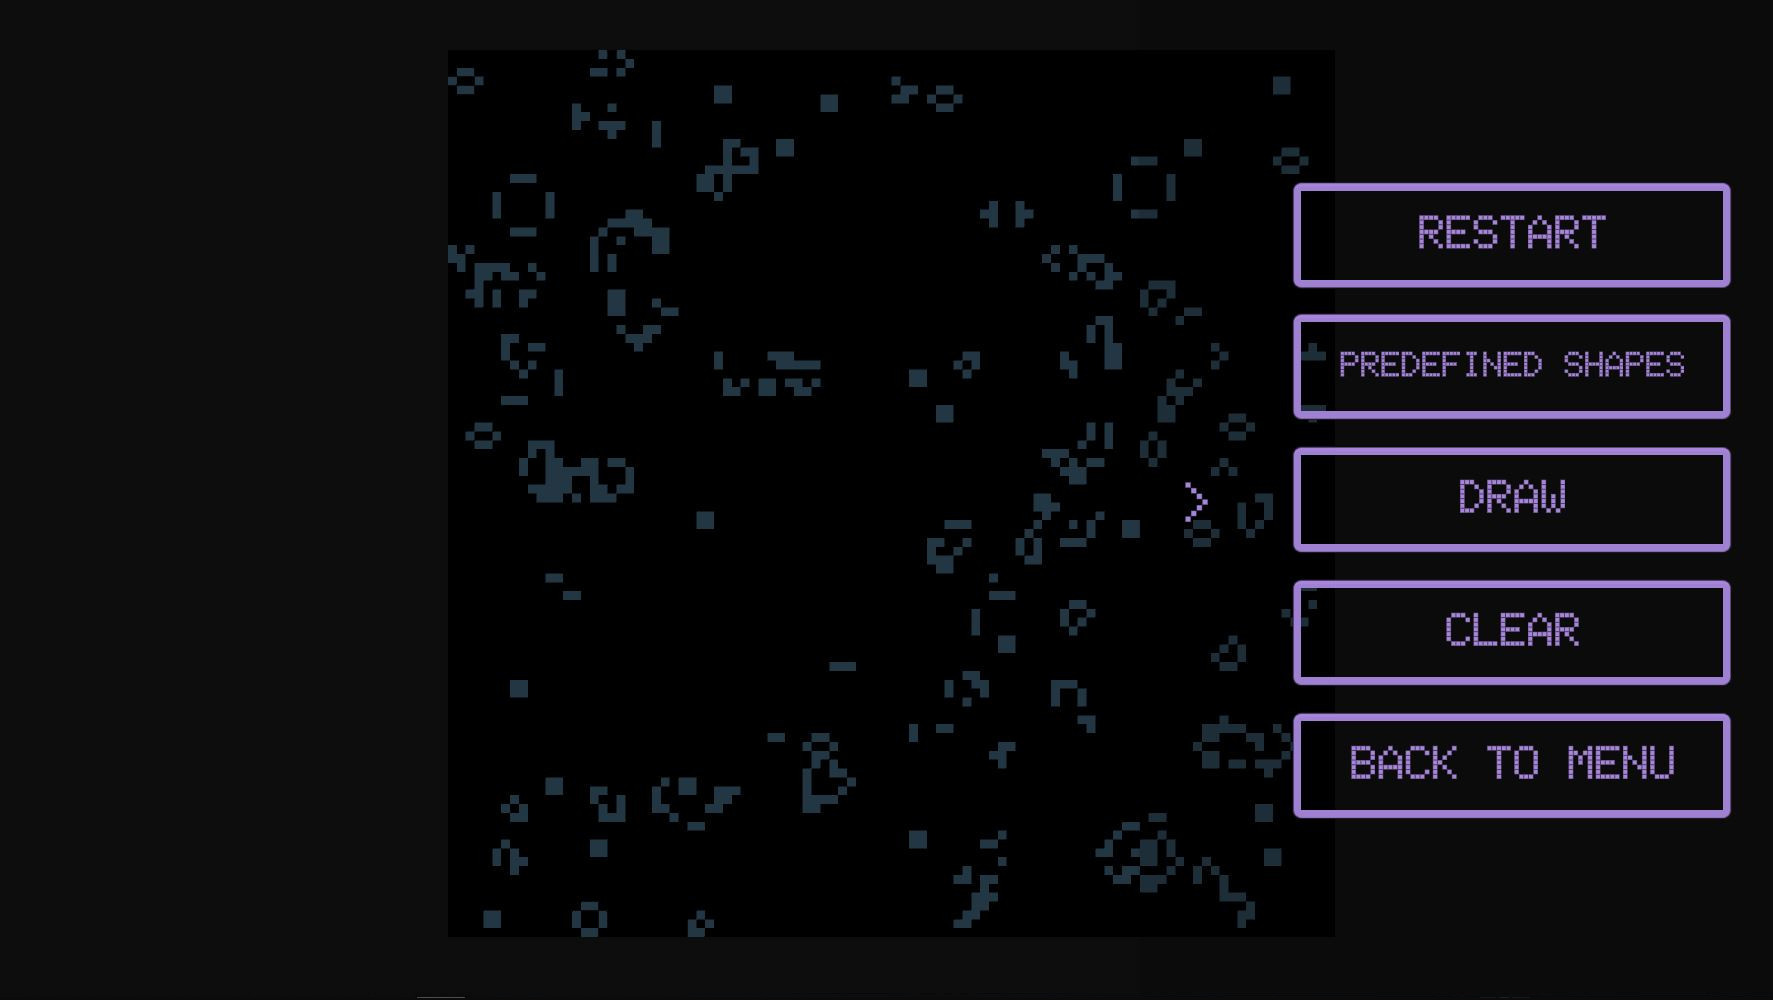 RESTART
PREDEFINED SHAPES
>
DRAW
CLEAR
BACK TO MENU